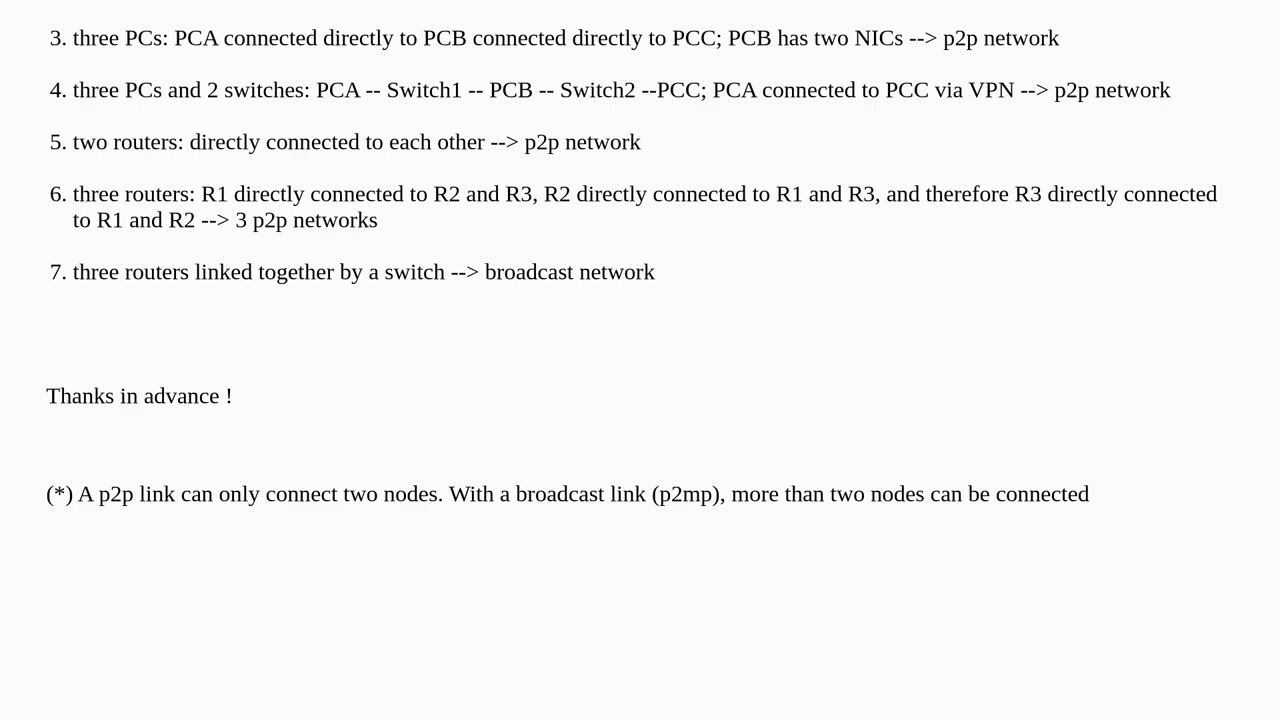 3. three PCs: PCA connected directly to PCB connected directly to PCC; PCB has two NICs --> p2p network
4. three PCs and 2 switches: PCA -- Switch1 -- PCB -- Switch2 --PCC; PCA connected to PCC via VPN --> p2p network
5. two routers: directly connected to each other --> p2p network
6. three routers: R1 directly connected to R2 and R3, R2 directly connected to R1 and R3, and therefore R3 directly connected
to R1 and R2 --> 3 p2p networks
7. three routers linked together by a switch --> broadcast network
Thanks in advance !
(*) A p2p link can only connect two nodes. With a broadcast link (p2mp), more than two nodes can be connected